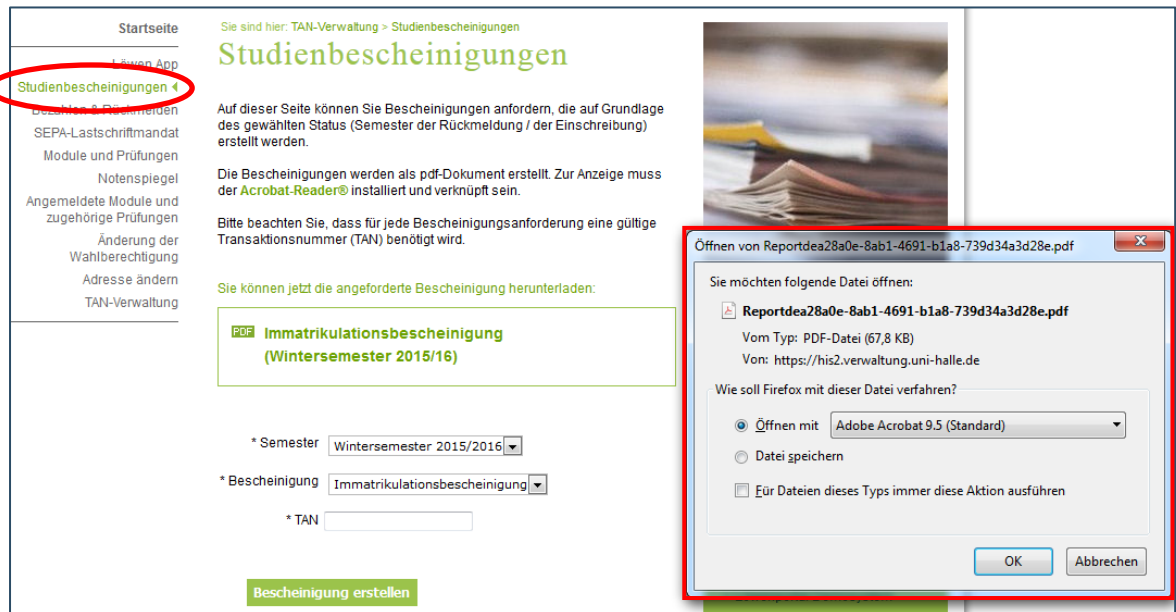 Startseite
Löwen App
Studienbescheinigungen
Bezahlen & Rückmelden
SEPA-Lastschriftmandat
Module und Prüfungen
Notenspiegel
Angemeldete Module und
zugehörige Prüfungen
Änderung der
Wahlberechtigung
Adresse ändern
TAN-Verwaltung
Sie sind hier: TAN-Verwaltung > Studienbescheinigungen
Studienbescheinigungen
Auf dieser Seite können Sie Bescheinigungen anfordern, die auf Grundlage
des gewählten Status (Semester der Rückmeldung / der Einschreibung)
erstellt werden.
Die Bescheinigungen werden als pdf-Dokument erstellt. Zur Anzeige muss
der Acrobat-Reader® installiert und verknüpft sein.
Bitte beachten Sie, dass für jede Bescheinigungsanforderung eine gültige
Transaktionsnummer (TAN) benötigt wird.
Sie können jetzt die angeforderte Bescheinigung herunterladen:
PDF Immatrikulationsbescheinigung
(Wintersemester 2015/16)
* Semester Wintersemester 2015/2016
* Bescheinigung Immatrikulationsbescheinigung
* TAN
Bescheinigung erstellen
Öffnen von Reportdea28a0e-8ab1-4691-b1a8-739d34a3d28e.pdf
Sie möchten folgende Datei öffnen:
Reportdea28a0e-8ab1-4691-b1a8-739d34a3d28e.pdf
Vom Typ: PDF-Datei (67,8 KB)
Von: https://his2.verwaltung.uni-halle.de
Wie soll Firefox mit dieser Datei verfahren?
Öffnen mit Adobe Acrobat 9.5 (Standard)
Datei speichern
Für Dateien dieses Typs immer diese Aktion ausführen
OK Abbrechen